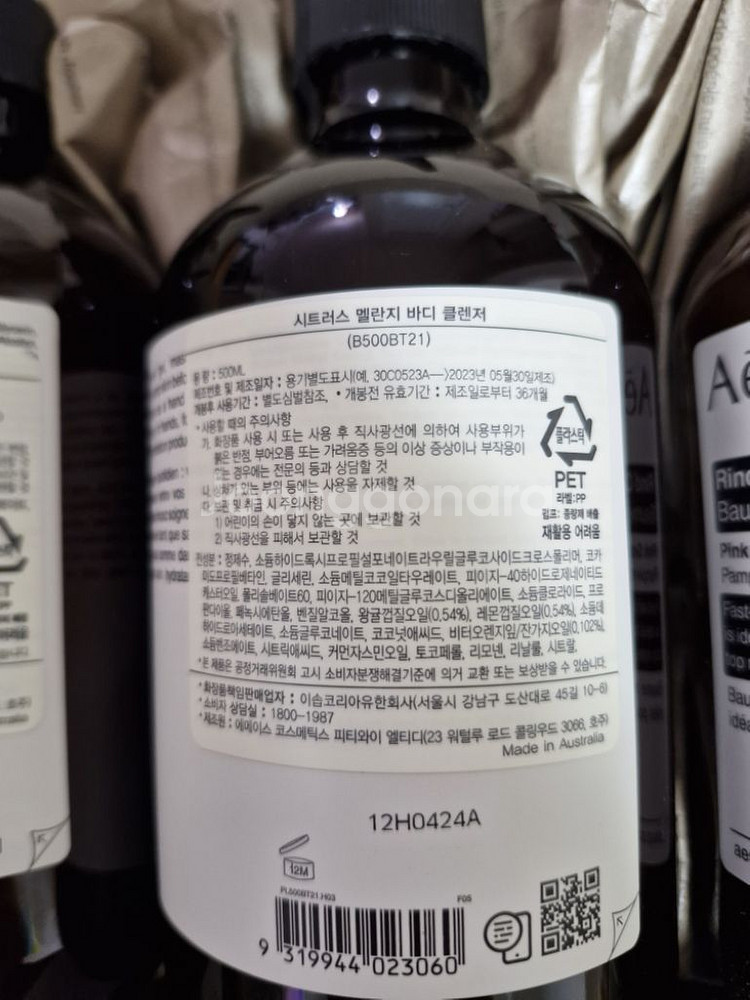 시트러스 멜란지 바디 클렌저
(B500BT21)
용 량 : 500ML
제조번호 및 제조일자 : 용기별도표시(예, 30C0523A—>2023년 05월30일제조)
개봉후 사용기간 : 별도심벌참조, • 개봉전 유효기간 : 제조일로부터 36개월
• 사용할 때의 주의사항
가. 화장품 사용 시 또는 사용 후 직사광선에 의하여 사용부위가
붉은 반점, 부어오름 또는 가려움증 등의 이상 증상이나 부작용이
있는 경우에는 전문의 등과 상담할 것
나. 상처가 있는 부위 등에는 사용을 자제할 것
다. 보관 및 취급 시 주의사항
1) 어린이의 손이 닿지 않는 곳에 보관할 것
2) 직사광선을 피해서 보관할 것
플라스틱
PET
라벨:PP
펌프: 종량제 배출
재활용 어려움
전성분 : 정제수, 소듐하이드록시프로필설포네이트라우릴글루코사이드크로스폴리머, 코카
미도프로필베타인, 글리세린, 소듐메틸코코일타우레이트, 피이지-40하이드로제네이티드
캐스터오일, 폴리솔베이트60, 피이지-120메틸글루코스디올리에이트, 소듐클로라이드, 프로
판다이올, 페녹시에탄올, 벤질알코올, 왕귤껍질오일(0.54%), 레몬껍질오일(0.54%), 소듐데
하이드로아세테이트, 소듐글루코네이트, 코코넛애씨드, 비터오렌지잎/잔가지오일(0.102%),
소듐벤조에이트, 시트릭애씨드, 커먼자스민오일, 토코페롤, 리모넨, 리날룰, 시트랄.
• 본 제품은 공정거래위원회 고시 소비자분쟁해결기준에 의거 교환 또는 보상받을 수 있습니다.
• 화장품책임판매업자 : 이솝코리아유한회사(서울시 강남구 도산대로 45길 10-6)
• 소비자 상담실 : 1800-1987
• 제조원 : 에메이스 코스메틱스 피티와이 엘티디(23 워털루 로드 콜링우드 3066, 호주)
Made in Australia
12H0424A
12M
PL500BT21.H03
F05
9 319944 023060
Aē
Rin
Bau
Pink
Pam
Fast
Bau
idéa
aes